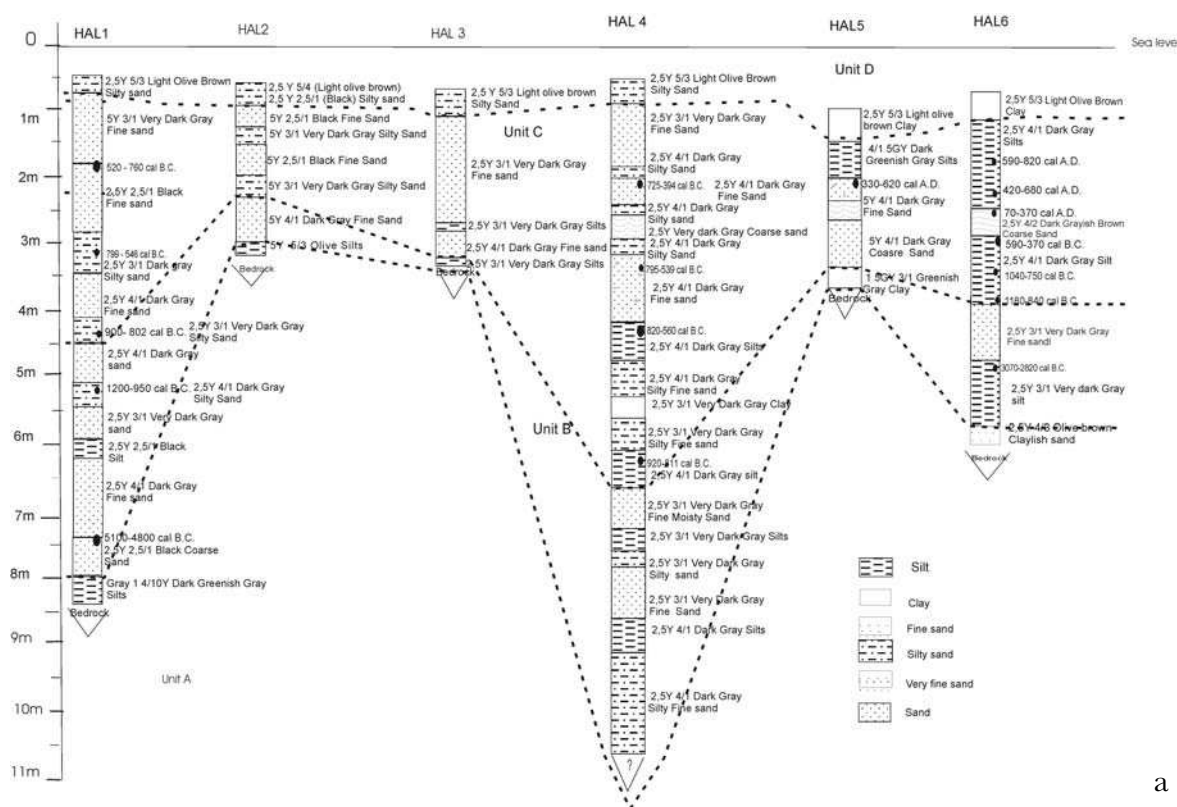 HAL1
HAL2
HAL 3
HAL 4
HAL5
HAL6
Sea level
0
1m
2m
3m
4m
5m
6m
7m
8m
9m
10m
11m
2,5Y 5/3 Light Olive Brown
Silty sand
5Y 3/1 Very Dark Gray
Fine sand
520 - 760 cal B.C.
2,5Y 2,5/1 Black
Fine sand
799 - 546 cal B.C.
2,5Y 3/1 Dark gray
Silty sand
2,5Y 4/1 Dark Gray
Fine sand
900- 802 cal B.C.
2,5Y 3/1 Very Dark Gray
Silty Sand
2,5Y 4/1 Dark Gray
sand
1200-950 cal B.C.
2,5Y 4/1 Dark Gray
Silty Sand
2,5Y 3/1 Very Dark Gray
sand
2,5Y 2,5/1 Black
Silt
2,5Y 4/1 Dark Gray
Fine sand
5100-4800 cal B.C.
2,5Y 2,5/1 Black Coarse
Sand
Gray 1 4/10Y Dark Greenish Gray
Silts
Bedrock
Unit A
2,5 Y 5/4 (Light olive brown)
2,5 Y 2,5/1 (Black) Silty sand
5Y 2,5/1 Black Fine Sand
5Y 3/1 Very Dark Gray Silty Sand
5Y 2,5/1 Black Fine Sand
5Y 3/1 Very Dark Gray Silty Sand
5Y 4/1 Dark Gray Fine Sand
5Y 5/3 Olive Silts
Bedrock
2,5 Y 5/3 Light olive brown
Silty Sand
Unit C
2,5Y 3/1 Very Dark Gray
Fine sand
2,5Y 3/1 Very Dark Gray Silts
2,5Y 4/1 Dark Gray Fine sand
2,5Y 3/1 Very Dark Gray Silts
Bedrock
Unit B
2,5Y 5/3 Light Olive Brown
Silty Sand
2,5Y 3/1 Very Dark Gray
Fine Sand
2,5Y 4/1 Dark Gray
Silty Sand
725-394 cal B.C.
2,5Y 4/1 Dark Gray
Fine Sand
2,5Y 4/1 Dark Gray
Silty sand
2,5Y Very dark Gray Coarse sand
2,5Y 4/1 Dark Gray
Silty Sand
795-539 cal B.C.
2,5Y 4/1 Dark Gray
Fine sand
820-560 cal B.C.
2,5Y 4/1 Dark Gray Silts
2,5Y 4/1 Dark Gray
Silty Fine sand
2,5Y 3/1 Very Dark Gray Clay
2,5Y 3/1 Very Dark Gray
Silty Fine sand
920-811 cal B.C.
2,5Y 4/1 Dark Gray silt
2,5Y 3/1 Very Dark Gray
Fine Moisty Sand
2,5Y 3/1 Very Dark Gray Silts
2,5Y 3/1 Very Dark Gray
Silty sand
2,5Y 3/1 Very Dark Gray
Fine Sand
2,5Y 4/1 Dark Gray Silts
2,5Y 4/1 Dark Gray
Silty Fine sand
?
Unit D
2,5Y 5/3 Light olive
brown Clay
4/1 5GY Dark
Greenish Gray Silts
330-620 cal A.D.
5Y 4/1 Dark Gray
Fine Sand
5Y 4/1 Dark Gray
Coasre Sand
1 5GY 3/1 Greenish
Gray Clay
Bedrock
2,5Y 5/3 Light Olive Brown
Clay
2,5Y 4/1 Dark Gray
Silts
590-820 cal A.D.
420-680 cal A.D.
70-370 cal A.D.
2,5Y 4/2 Dark Grayish Brown
Coarse Sand
590-370 cal B.C.
2,5Y 4/1 Dark Gray Silt
1040-750 cal B.C.
1180-840 cal B.C.
2,5Y 3/1 Very Dark Gray
Fine sandl
3070-2820 cal B.C.
2,5Y 3/1 Very dark Gray
silt
2,5Y 4/3 Olive brown
Claylish sand
Bedrock
Silt
Clay
Fine sand
Silty sand
Very fine sand
Sand
a